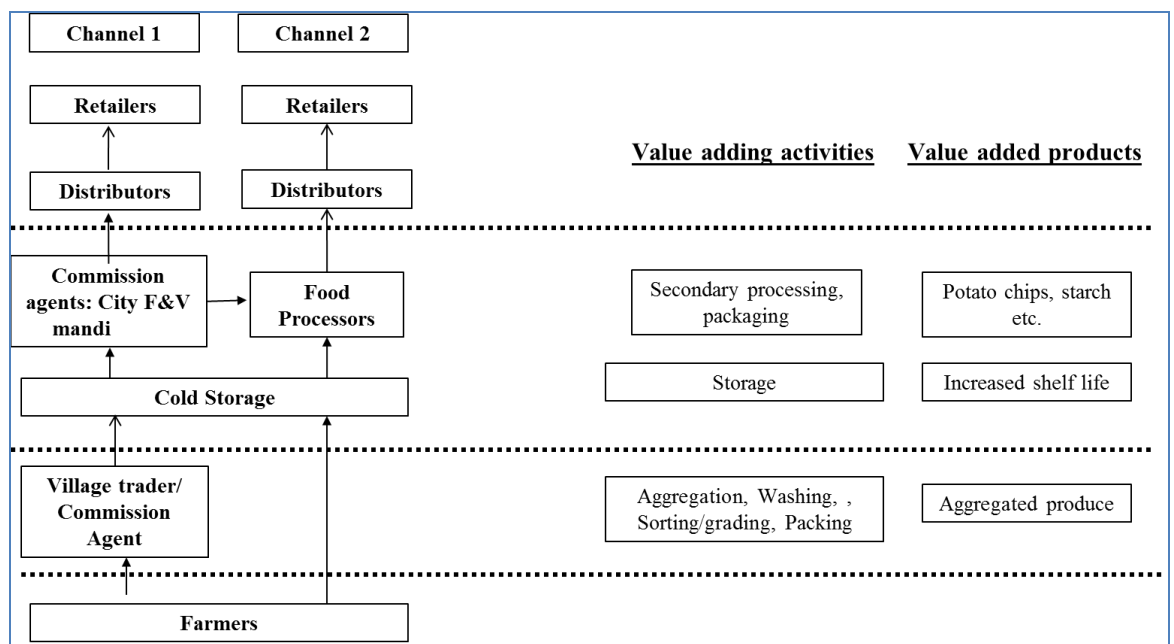 Channel 1
Channel 2
Retailers
Retailers
Value adding activities
Value added products
Distributors
Distributors
Commission
agents: City F&V
mandi
Food
Processors
Secondary processing,
packaging
Potato chips, starch
etc.
Cold Storage
Storage
Increased shelf life
Village trader/
Commission
Agent
Aggregation, Washing, ,
Sorting/grading, Packing
Aggregated produce
Farmers